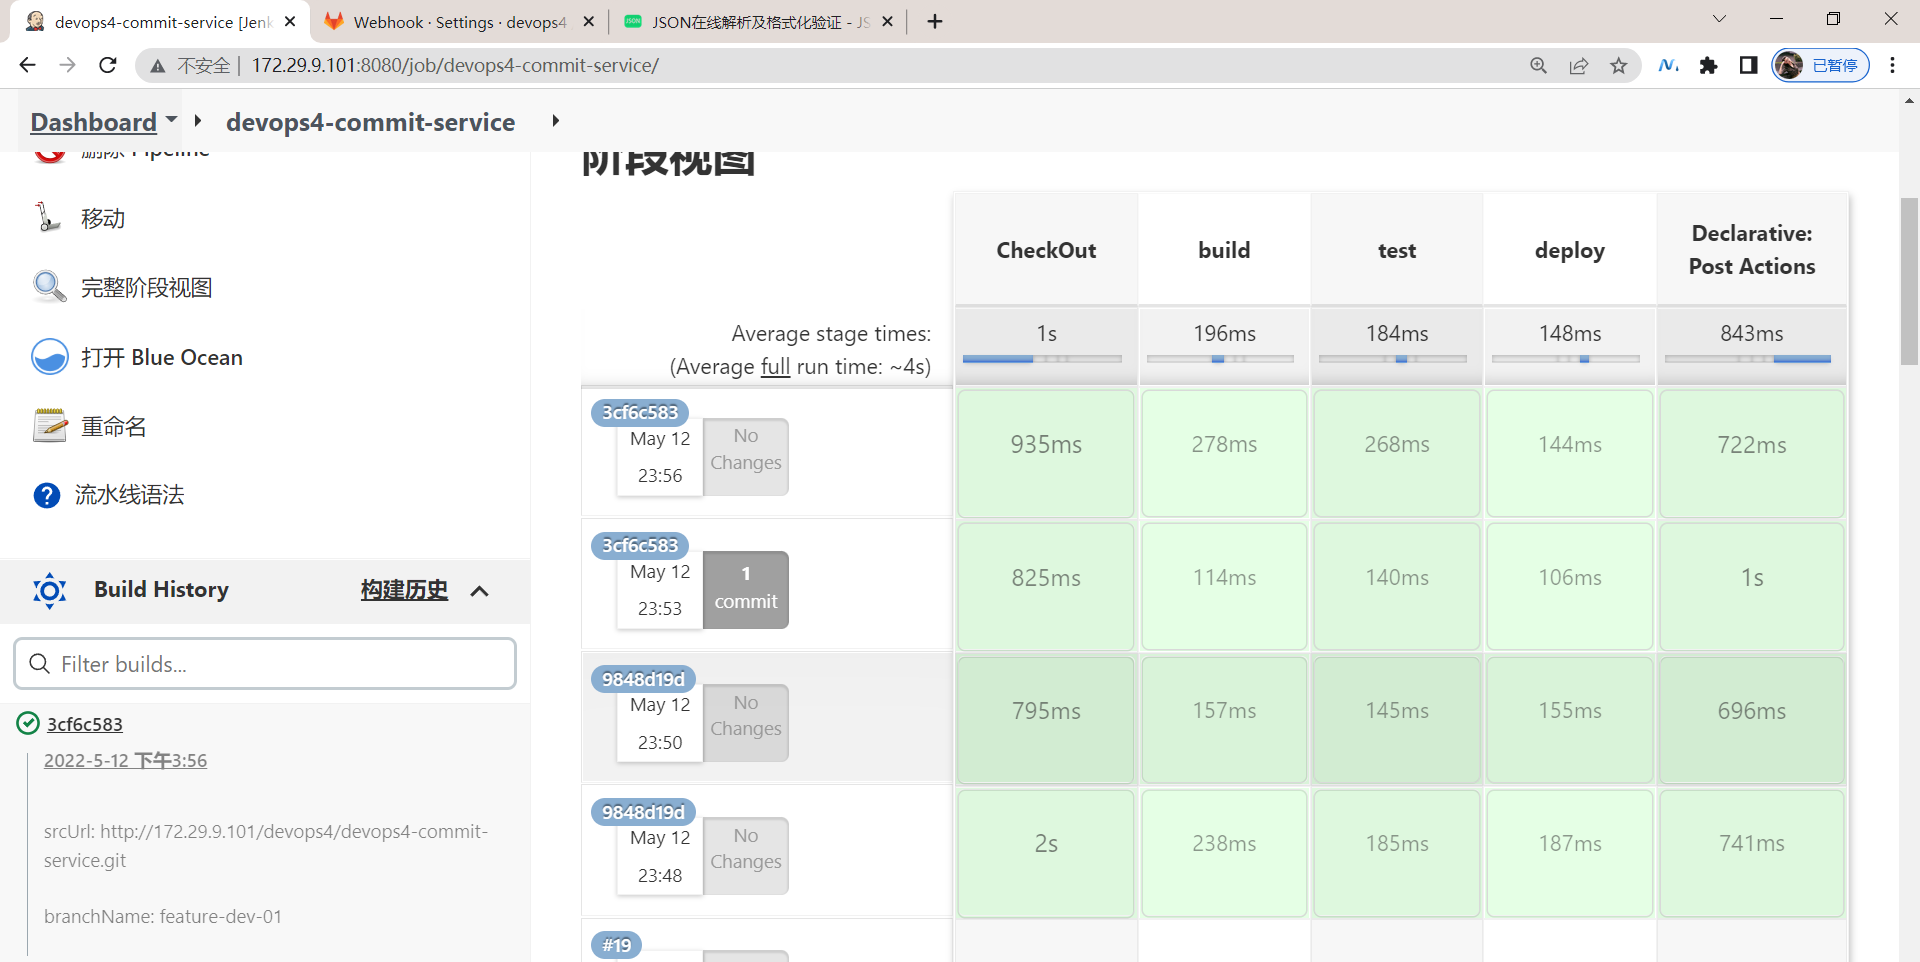 devops4-commit-service [Jenk
Webhook · Settings · devops4
JSON在线解析及格式化验证 - JS
不安全
172.29.9.101:8080/job/devops4-commit-service/
已暂停
Dashboard
devops4-commit-service
删除 Pipeline
移动
完整阶段视图
打开 Blue Ocean
重命名
流水线语法
Build History
构建历史
Filter builds...
3cf6c583
2022-5-12 下午3:56
srcUrl: http://172.29.9.101/devops4/devops4-commit-
service.git
branchName: feature-dev-01
阶段视图
CheckOut
build
test
deploy
Declarative:
Post Actions
Average stage times:
(Average full run time: ~4s)
1s
196ms
184ms
148ms
843ms
3cf6c583
May 12
23:56
No
Changes
935ms
278ms
268ms
144ms
722ms
3cf6c583
May 12
23:53
1
commit
825ms
114ms
140ms
106ms
1s
9848d19d
May 12
23:50
No
Changes
795ms
157ms
145ms
155ms
696ms
9848d19d
May 12
23:48
No
Changes
2s
238ms
185ms
187ms
741ms
#19